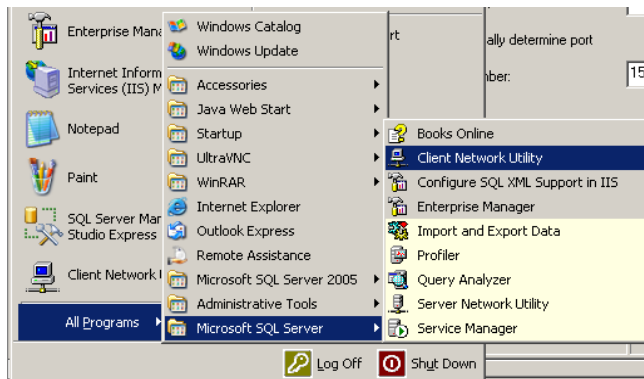 Enterprise Mana
Internet Inform
Services (IIS) M
Notepad
Paint
SQL Server Mar
Studio Express
Client Network
All Programs
Windows Catalog
Windows Update
Accessories
Java Web Start
Startup
UltraVNC
WinRAR
Internet Explorer
Outlook Express
Remote Assistance
Microsoft SQL Server 2005
Administrative Tools
Microsoft SQL Server
rt
ally determine port
nber:
15
Books Online
Client Network Utility
Configure SQL XML Support in IIS
Enterprise Manager
Import and Export Data
Profiler
Query Analyzer
Server Network Utility
Service Manager
Log Off
Shut Down